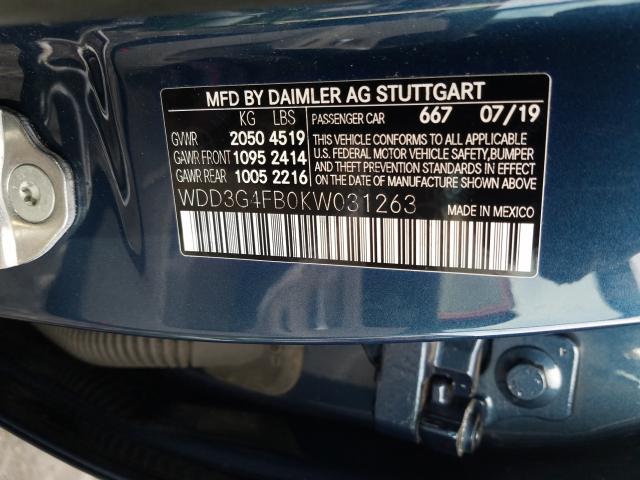 MFD BY DAIMLER AG STUTTGART
KG LBS PASSENGER CAR 667 07/19
GVWR 2050 4519 THIS VEHICLE CONFORMS TO ALL APPLICABLE
GAWR FRONT 1095 2414 U.S. FEDERAL MOTOR VEHICLE SAFETY, BUMPER
GAWR REAR 1005 2216 AND THEFT PREVENTION STANDARDS IN EFFECT
ON THE DATE OF MANUFACTURE SHOWN ABOVE.
WDD3G4FB0KW031263 MADE IN MEXICO